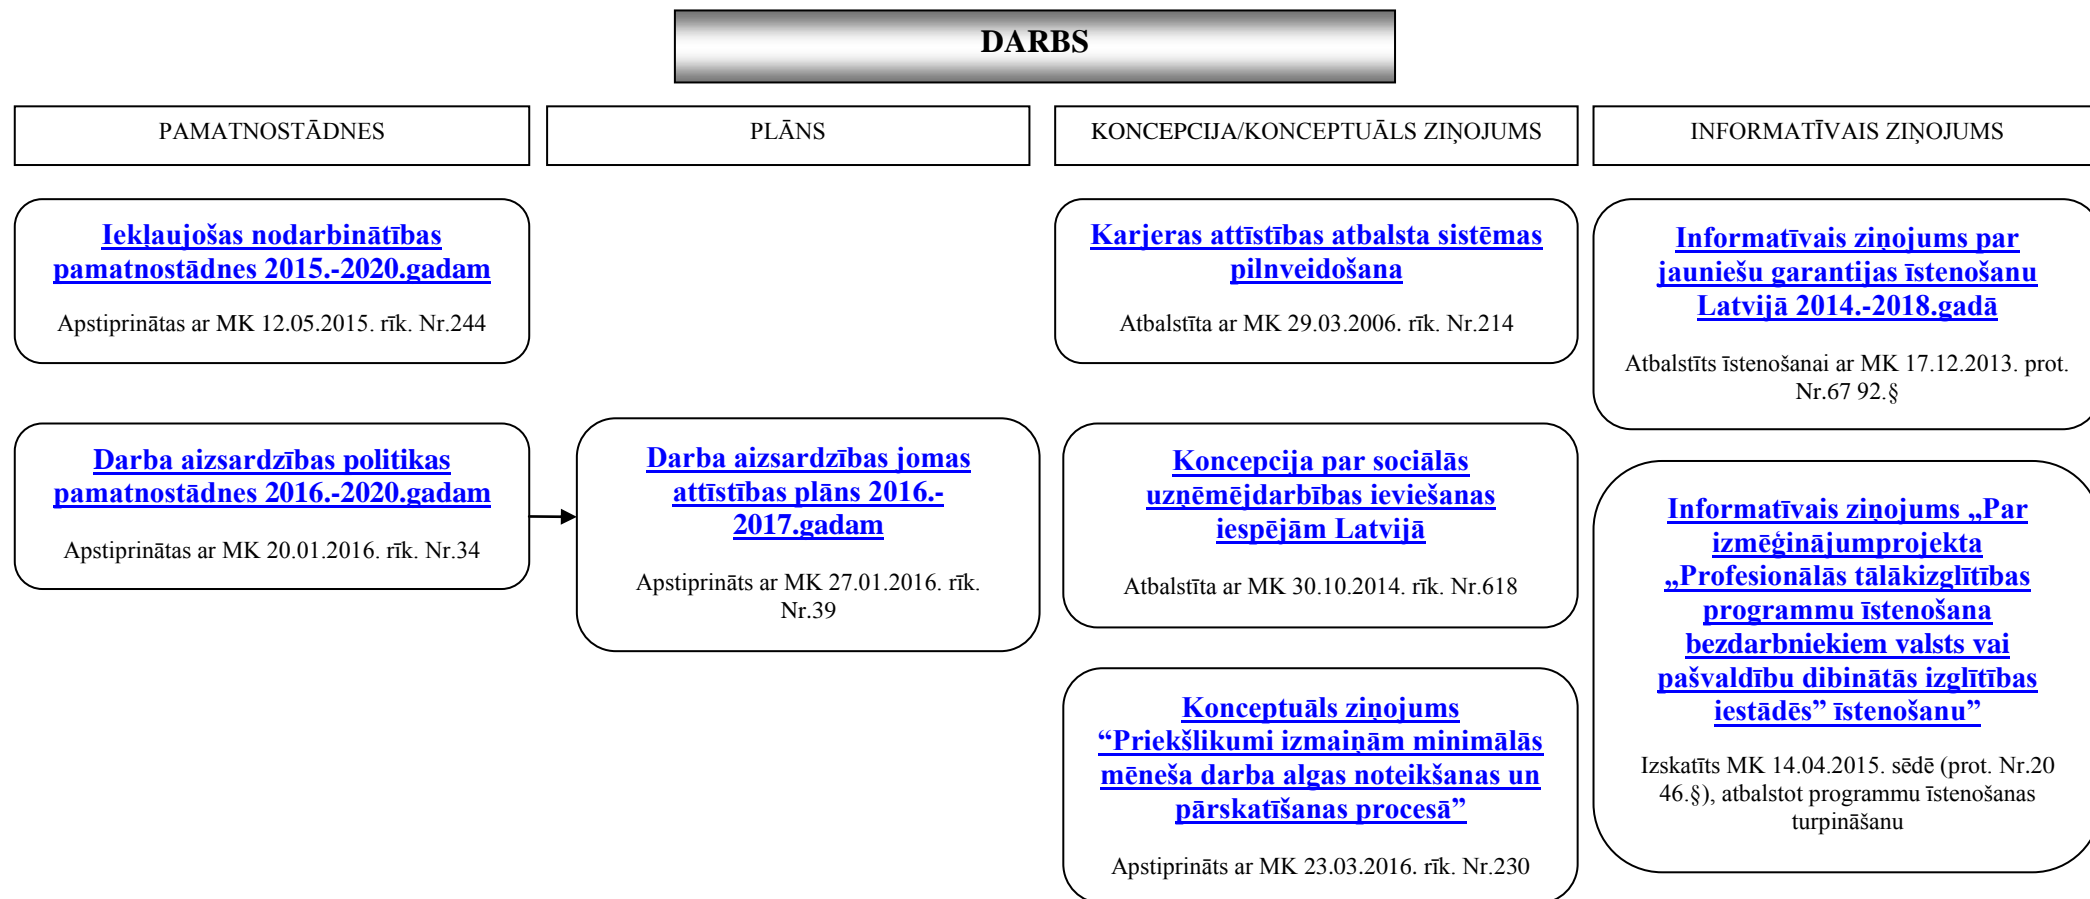 DARBS
PAMATNOSTĀDNES
PLĀNS
KONCEPCIJA/KONCEPTUĀLS ZIŅOJUMS
INFORMATĪVAIS ZIŅOJUMS
Iekļaujošas nodarbinātības
pamatnostādnes 2015.-2020.gadam
Apstiprinātas ar MK 12.05.2015. rīk. Nr.244
Darba aizsardzības politikas
pamatnostādnes 2016.-2020.gadam
Apstiprinātas ar MK 20.01.2016. rīk. Nr.34
Darba aizsardzības jomas
attīstības plāns 2016.-
2017.gadam
Apstiprināts ar MK 27.01.2016. rīk.
Nr.39
Karjeras attīstības atbalsta sistēmas
pilnveidošana
Atbalstīta ar MK 29.03.2006. rīk. Nr.214
Koncepcija par sociālās
uzņēmējdarbības ieviešanas
iespējām Latvijā
Atbalstīta ar MK 30.10.2014. rīk. Nr.618
Konceptuāls ziņojums
“Priekšlikumi izmaiņām minimālās
mēneša darba algas noteikšanas un
pārskatīšanas procesā”
Apstiprināts ar MK 23.03.2016. rīk. Nr.230
Informatīvais ziņojums par
jauniešu garantijas īstenošanu
Latvijā 2014.-2018.gadā
Atbalstīts īstenošanai ar MK 17.12.2013. prot.
Nr.67 92.§
Informatīvais ziņojums „Par
izmēģinājumprojekta
„Profesionālās tālākizglītības
programmu īstenošana
bezdarbniekiem valsts vai
pašvaldību dibinātās izglītības
iestādēs” īstenošanu”
Izskatīts MK 14.04.2015. sēdē (prot. Nr.20
46.§), atbalstot programmu īstenošanas
turpināšanu